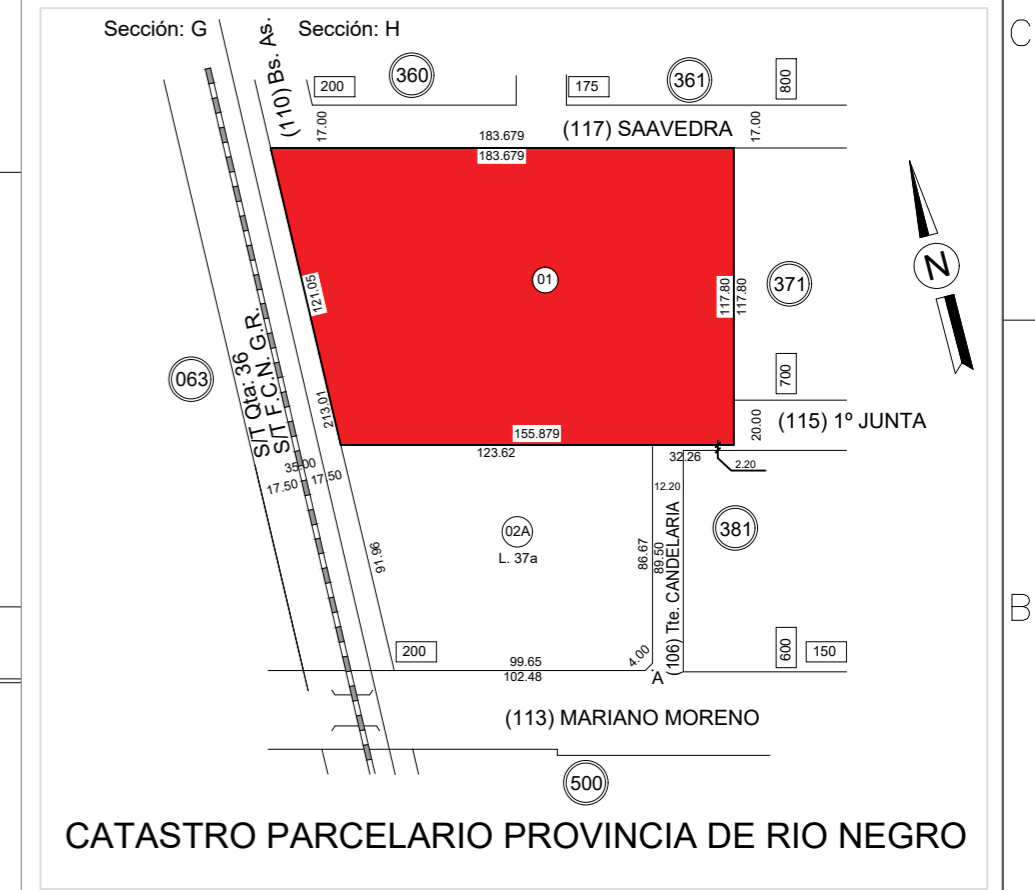 Sección: G
Sección: H
C
(110) Bs. As.
200
360
175
361
800
17.00
17.00
183.679
(117) SAAVEDRA
183.679
01
121.05
117.80
117.80
371
N
063
S/T Qta: 36
S/T F.C.N. G.R.
213.01
700
20.00
(115) 1º JUNTA
155.879
123.62
32.26
2.20
35.00
17.50
17.50
12.20
02A
L. 37a
86.67
89.50
(106) Tte. CANDELARIA
381
91.96
B
200
99.65
102.48
4.00
A
600
150
(113) MARIANO MORENO
500
CATASTRO PARCELARIO PROVINCIA DE RIO NEGRO